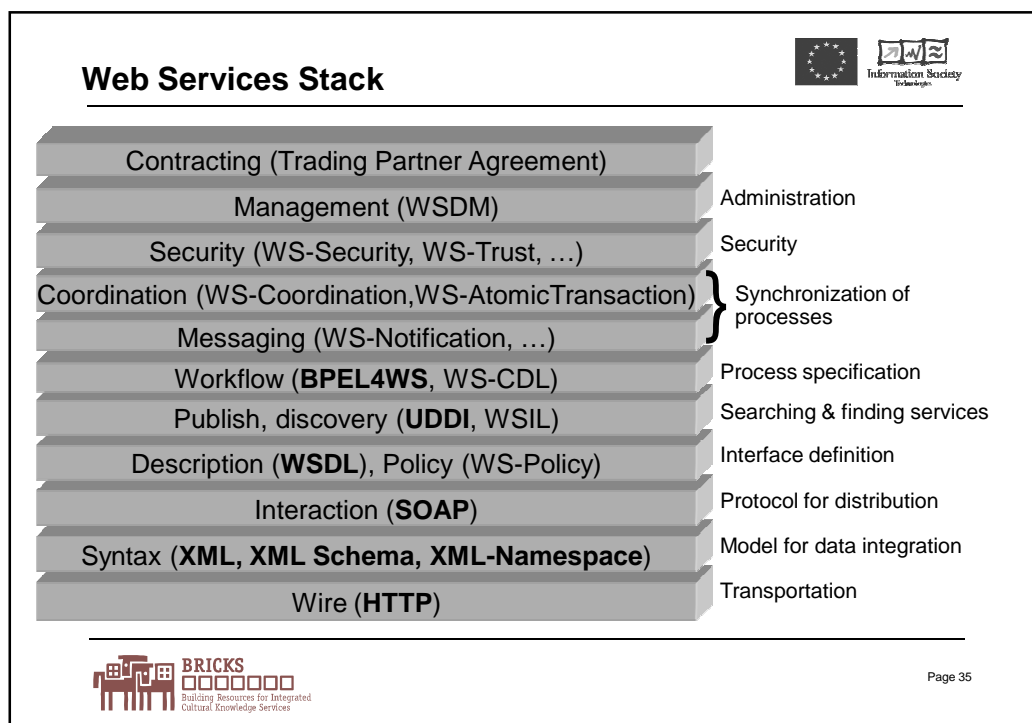 Web Services Stack
Information Society
Technologies
Contracting (Trading Partner Agreement)
Management (WSDM)
Administration
Security (WS-Security, WS-Trust, …)
Security
Coordination (WS-Coordination,WS-AtomicTransaction)
Messaging (WS-Notification, …)
Synchronization of
processes
Workflow (BPEL4WS, WS-CDL)
Process specification
Publish, discovery (UDDI, WSIL)
Searching & finding services
Description (WSDL), Policy (WS-Policy)
Interface definition
Interaction (SOAP)
Protocol for distribution
Syntax (XML, XML Schema, XML-Namespace)
Model for data integration
Wire (HTTP)
Transportation
BRICKS
Building Resources for Integrated
Cultural Knowledge Services
Page 35